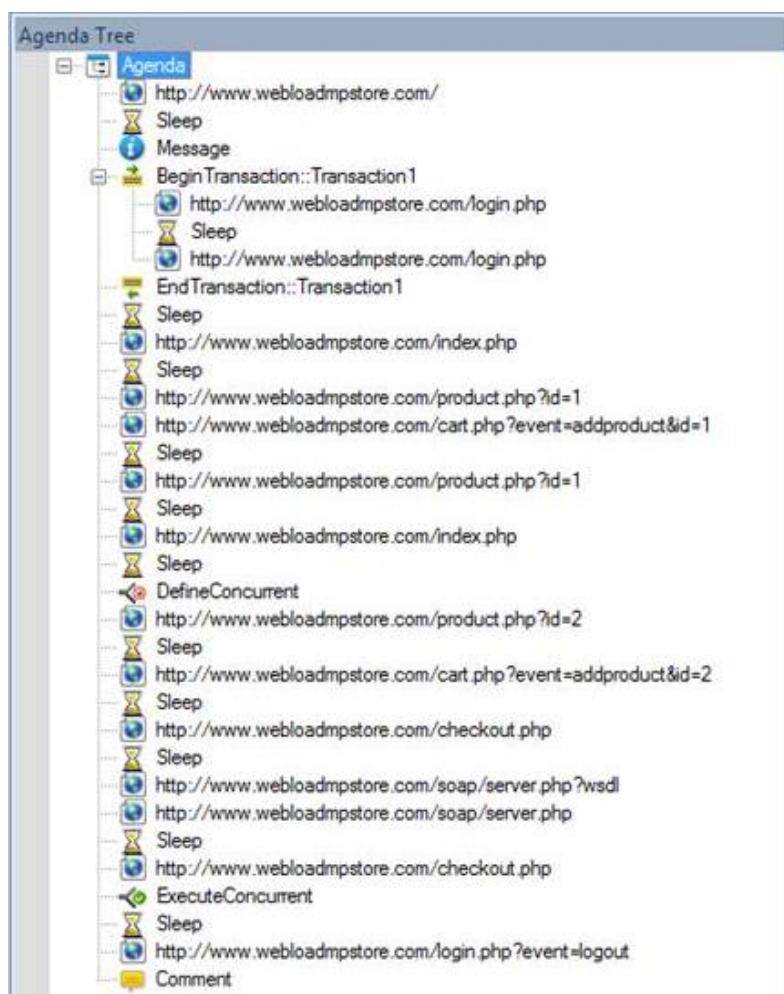 Agenda Tree
Agenda
http://www.webloadmpstore.com/
Sleep
Message
BeginTransaction::Transaction1
http://www.webloadmpstore.com/login.php
Sleep
http://www.webloadmpstore.com/login.php
EndTransaction::Transaction1
Sleep
http://www.webloadmpstore.com/index.php
Sleep
http://www.webloadmpstore.com/product.php?id=1
http://www.webloadmpstore.com/cart.php?event=addproduct&id=1
Sleep
http://www.webloadmpstore.com/product.php?id=1
Sleep
http://www.webloadmpstore.com/index.php
Sleep
DefineConcurrent
http://www.webloadmpstore.com/product.php?id=2
Sleep
http://www.webloadmpstore.com/cart.php?event=addproduct&id=2
Sleep
http://www.webloadmpstore.com/checkout.php
Sleep
http://www.webloadmpstore.com/soap/server.php?wsdl
http://www.webloadmpstore.com/soap/server.php
Sleep
http://www.webloadmpstore.com/checkout.php
ExecuteConcurrent
Sleep
http://www.webloadmpstore.com/login.php?event=logout
Comment